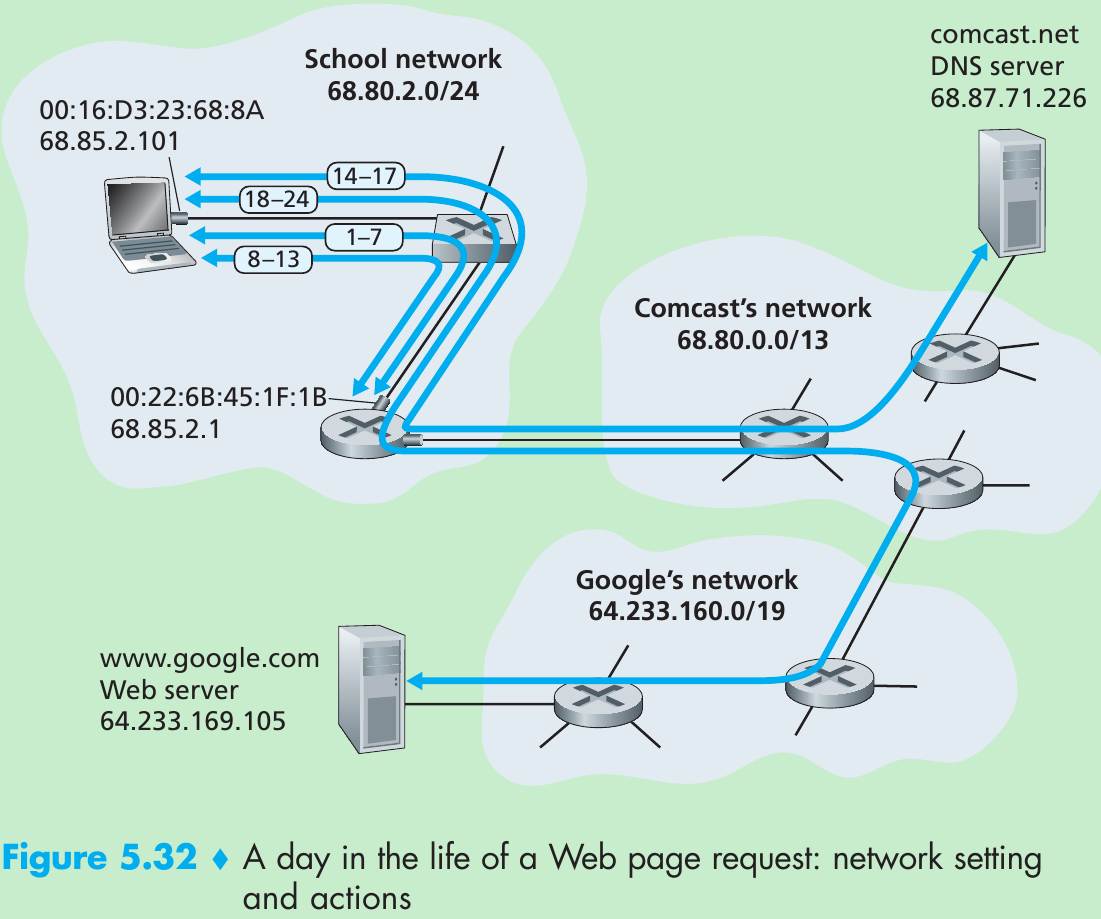 comcast.net
DNS server
68.87.71.226
School network
68.80.2.0/24
00:16:D3:23:68:8A
68.85.2.101
14–17
18–24
1–7
8–13
Comcast’s network
68.80.0.0/13
00:22:6B:45:1F:1B
68.85.2.1
Google’s network
64.233.160.0/19
www.google.com
Web server
64.233.169.105
Figure 5.32 ♦ A day in the life of a Web page request: network setting
and actions